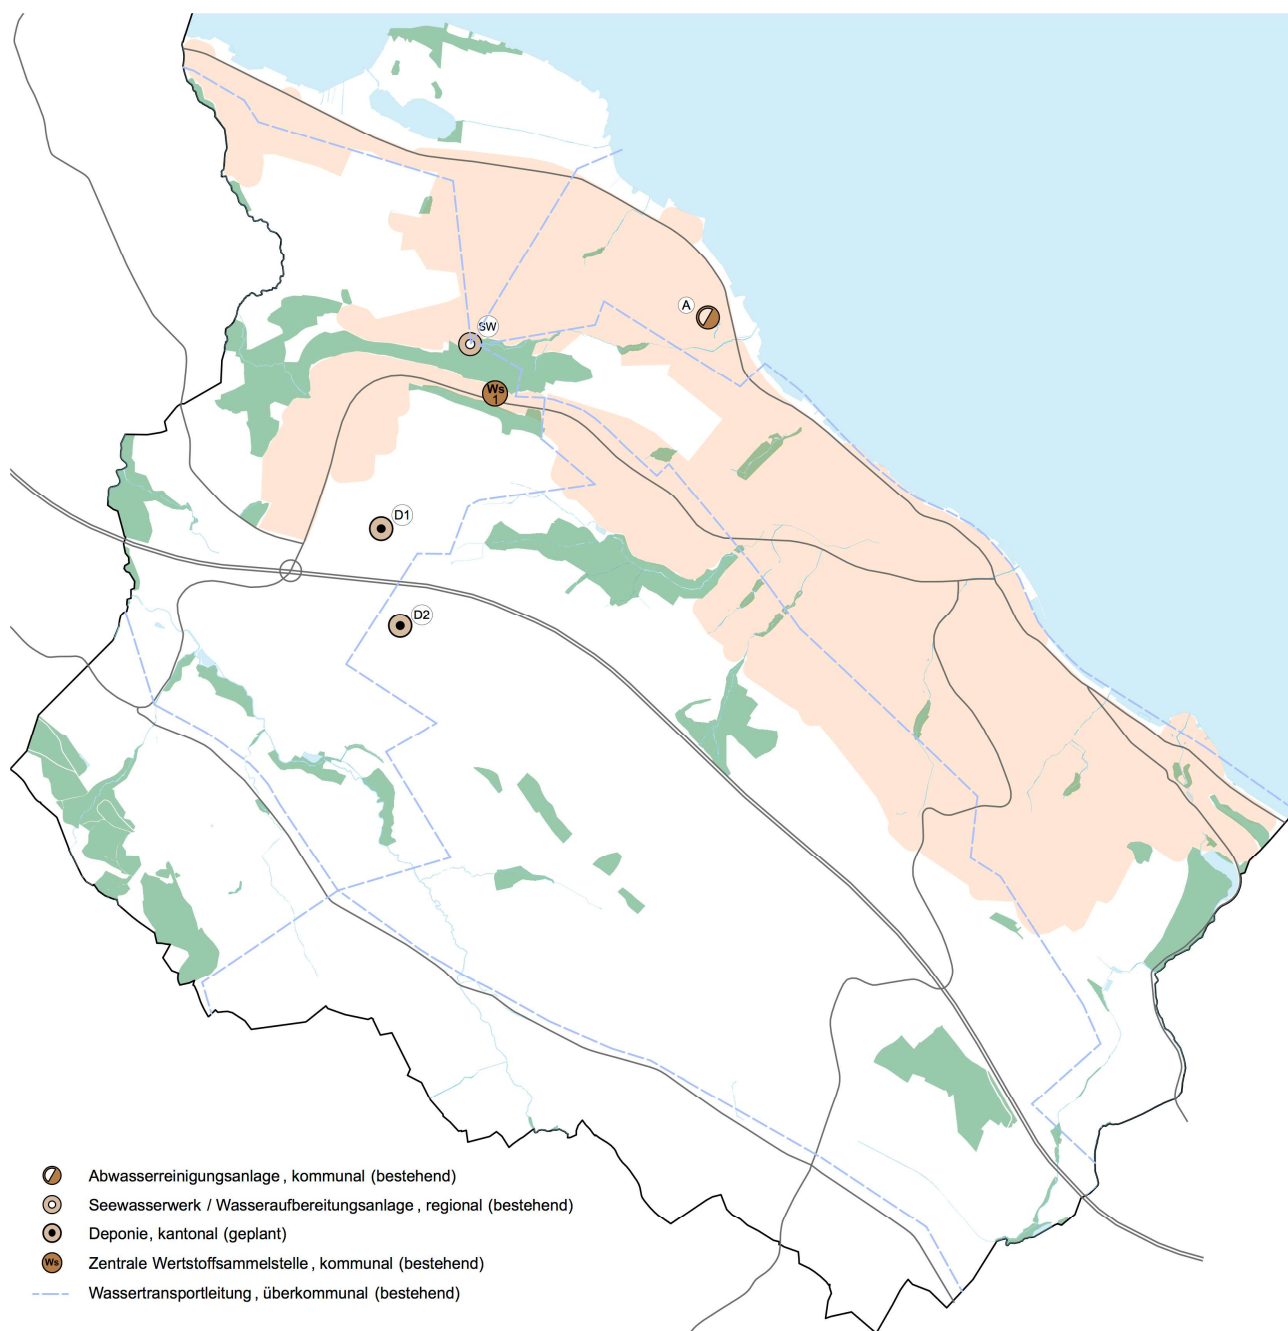 A
SW
Ws
1
D1
D2
Abwasserreinigungsanlage, kommunal (bestehend)
Seewasserwerk / Wasseraufbereitungsanlage, regional (bestehend)
Deponie, kantonal (geplant)
Ws Zentrale Wertstoffsammelstelle, kommunal (bestehend)
Wassertransportleitung, überkommunal (bestehend)